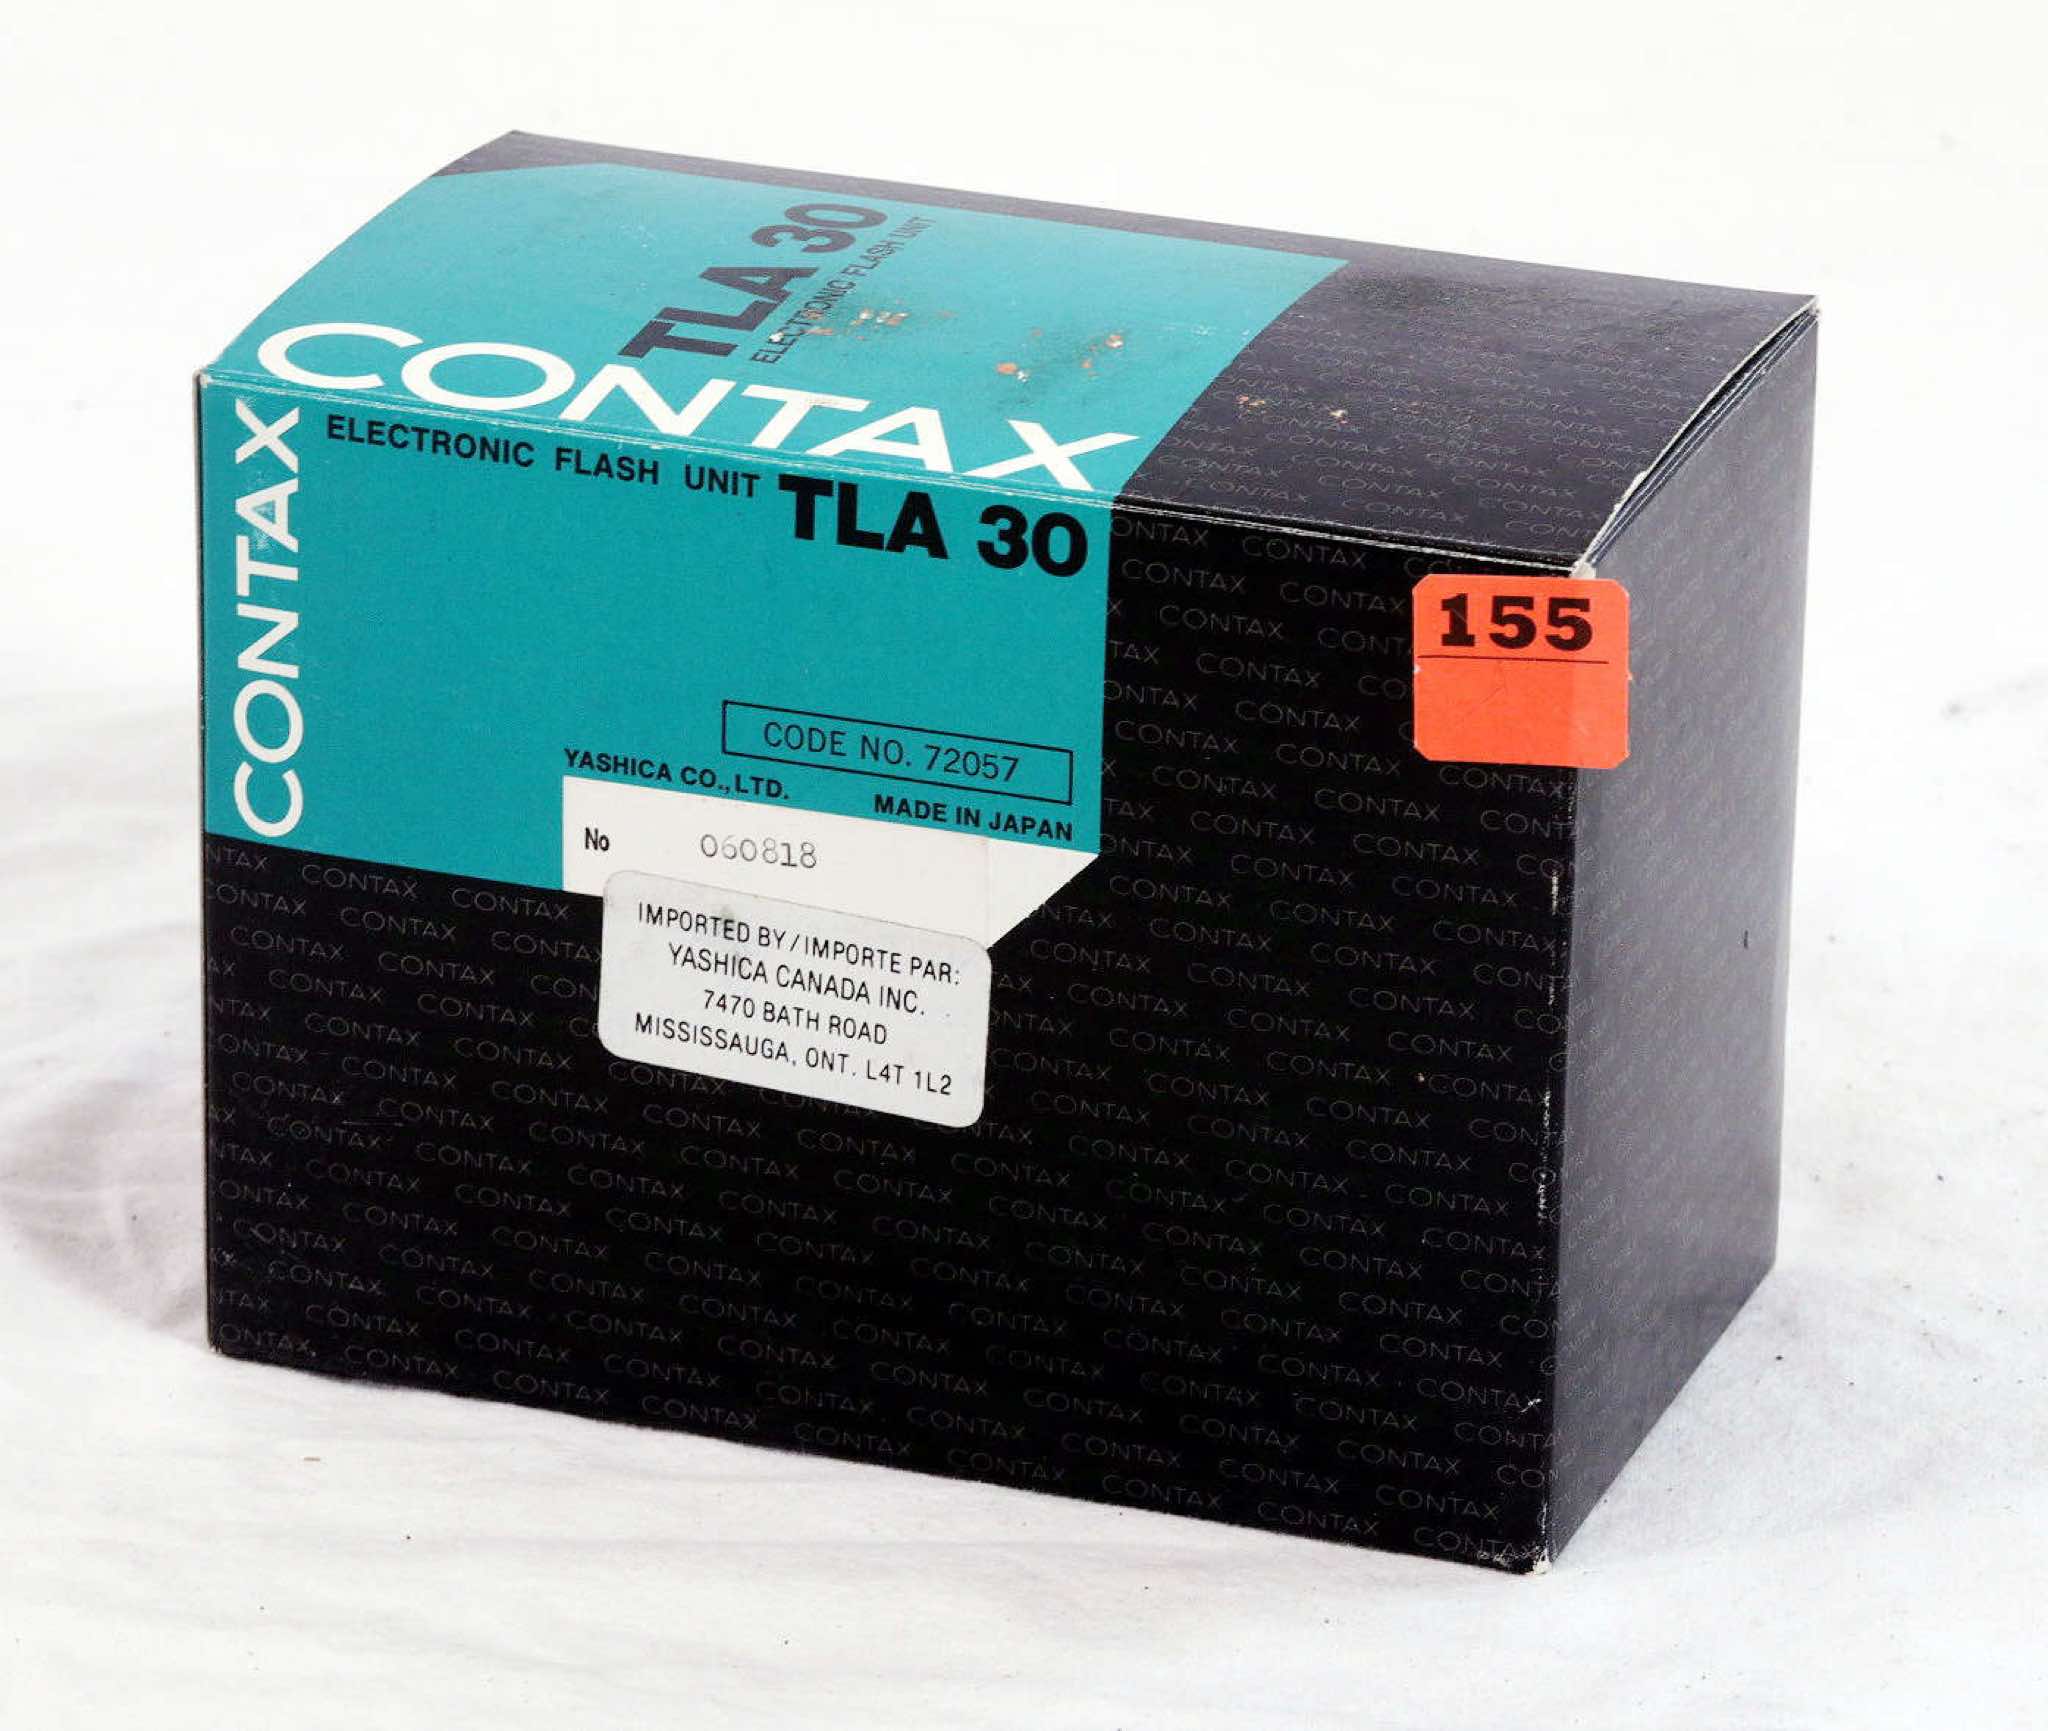 TLA 30
ELECTRONIC FLASH UNIT
CONTAX
CONTAX
ELECTRONIC FLASH UNIT TLA 30
155
CODE NO. 72057
YASHICA CO.,LTD.
MADE IN JAPAN
No 060818
IMPORTED BY/IMPORTE PAR:
YASHICA CANADA INC.
7470 BATH ROAD
MISSISSAUGA, ONT. L4T 1L2